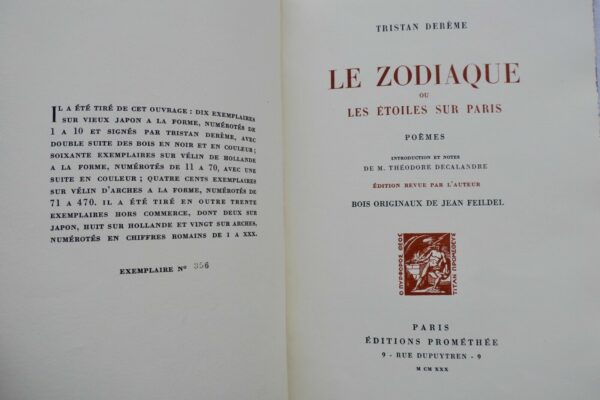 IL A ÉTÉ TIRÉ DE CET OUVRAGE : DIX EXEMPLAIRES
SUR VIEUX JAPON A LA FORME, NUMÉROTÉS DE
1 A 10 ET SIGNÉS PAR TRISTAN DERÈME, AVEC
DOUBLE SUITE DES BOIS EN NOIR ET EN COULEUR ;
SOIXANTE EXEMPLAIRES SUR VÉLIN DE HOLLANDE
A LA FORME, NUMÉROTÉS DE 11 A 70, AVEC UNE
SUITE EN COULEUR ; QUATRE CENTS EXEMPLAIRES
SUR VÉLIN D'ARCHES A LA FORME, NUMÉROTÉS DE
71 A 470. IL A ÉTÉ TIRÉ EN OUTRE TRENTE
EXEMPLAIRES HORS COMMERCE, DONT DEUX SUR
JAPON, HUIT SUR HOLLANDE ET VINGT SUR ARCHES,
NUMÉROTÉS EN CHIFFRES ROMAINS DE I A XXX.
EXEMPLAIRE Nº 396
TRISTAN DERÈME
LE ZODIAQUE
OU
LES ÉTOILES SUR PARIS
POÈMES
INTRODUCTION ET NOTES
DE M. THÉODORE DECALANDRE
ÉDITION REVUE PAR L'AUTEUR
BOIS ORIGINAUX DE JEAN FEILDEL
Ο ΠΥΡΦΟΡΟΣ ΘΕΟΣ
ΤΙΤΑΝ ΠΡΟΜΗΘΕΥΣ
PARIS
ÉDITIONS PROMÉTHÉE
9 - RUE DUPUYTREN - 9
M CM XXX